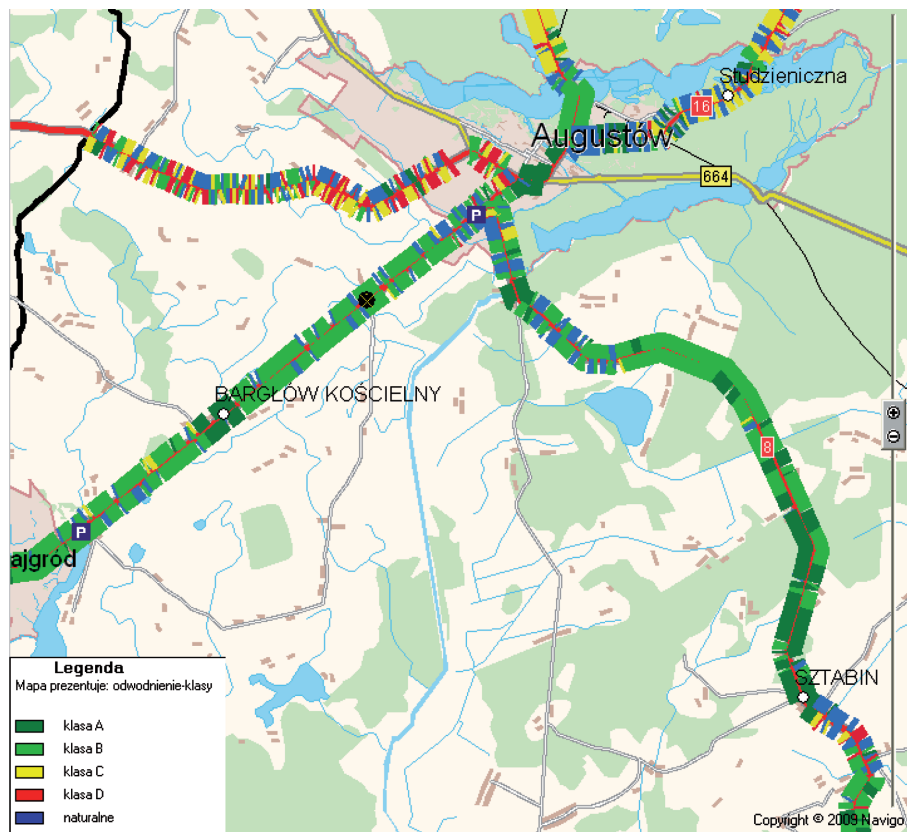 Studzieniczna
16
Augustów
664
P
BARGŁÓW KOŚCIELNY
8
P
ajgród
SZTABIN
Legenda
Mapa prezentuje: odwodnienie-klasy
klasa A
klasa B
klasa C
klasa D
naturalne
Copyright © 2009 Navigo